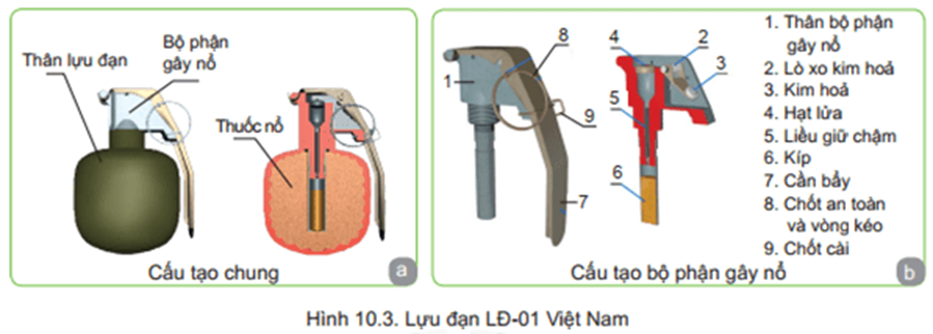 Thân lựu đạn
Bộ phận
gây nổ
Thuốc nổ
Cấu tạo chung
a
8
1
9
7
4
2
3
5
6
1. Thân bộ phận
gây nổ
2. Lò xo kim hoả
3. Kim hoả
4. Hạt lửa
5. Liều giữ chậm
6. Kíp
7. Cần bẩy
8. Chốt an toàn
và vòng kéo
9. Chốt cài
Cấu tạo bộ phận gây nổ
b
Hình 10.3. Lựu đạn LĐ-01 Việt Nam